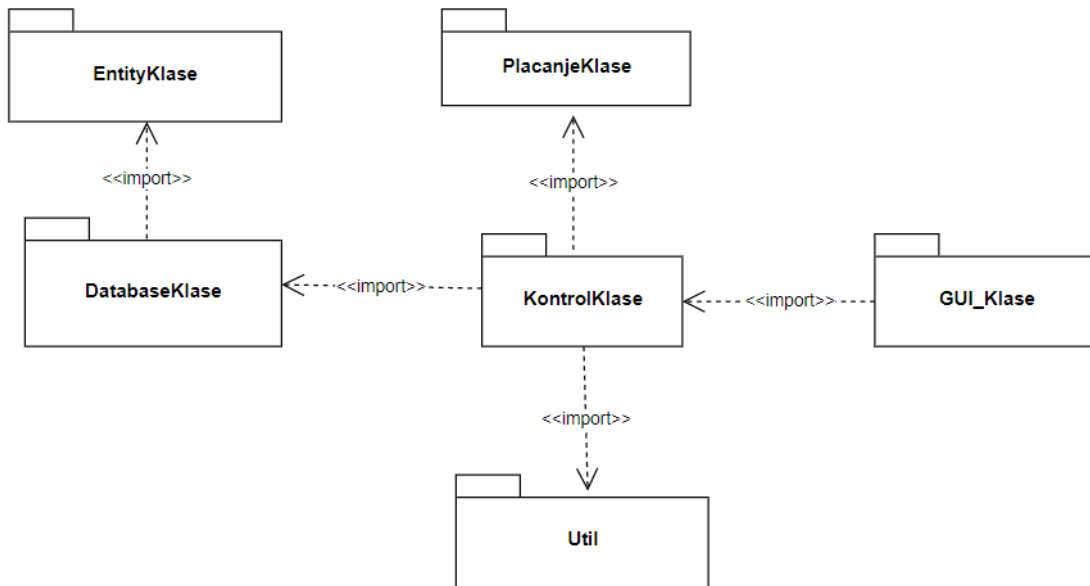 EntityKlase
PlacanjeKlase
<<import>>
<<import>>
DatabaseKlase
<<import>>
KontrolKlase
<<import>>
GUI_Klase
<<import>>
Util